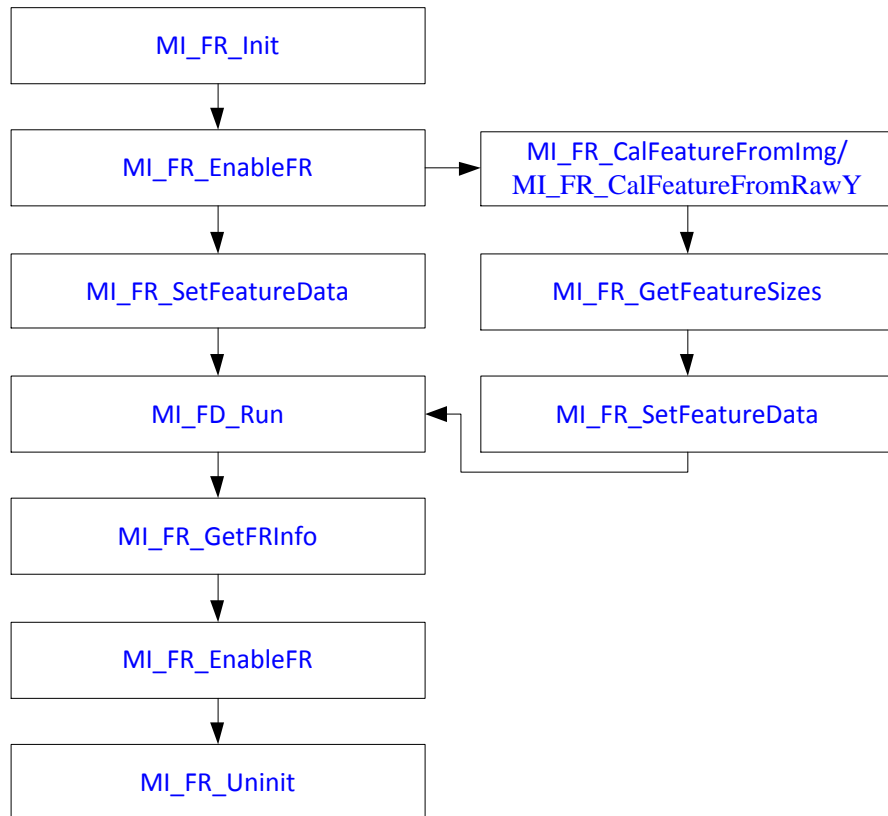 MI_FR_Init
MI_FR_EnableFR
MI_FR_CalFeatureFromImg/
MI_FR_CalFeatureFromRawY
MI_FR_SetFeatureData
MI_FR_GetFeatureSizes
MI_FD_Run
MI_FR_SetFeatureData
MI_FR_GetFRInfo
MI_FR_EnableFR
MI_FR_Uninit